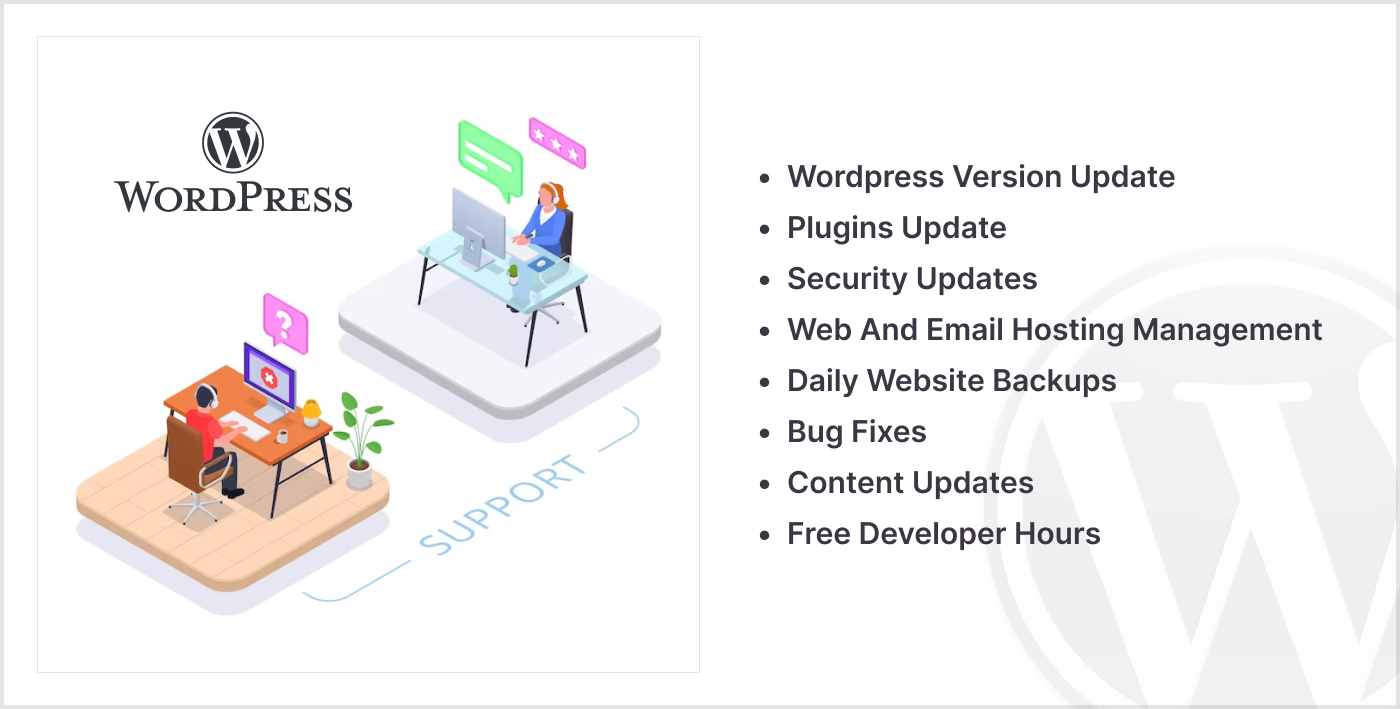 WORDPRESS
?
SUPPORT
Wordpress Version Update
Plugins Update
Security Updates
Web And Email Hosting Management
Daily Website Backups
Bug Fixes
Content Updates
Free Developer Hours